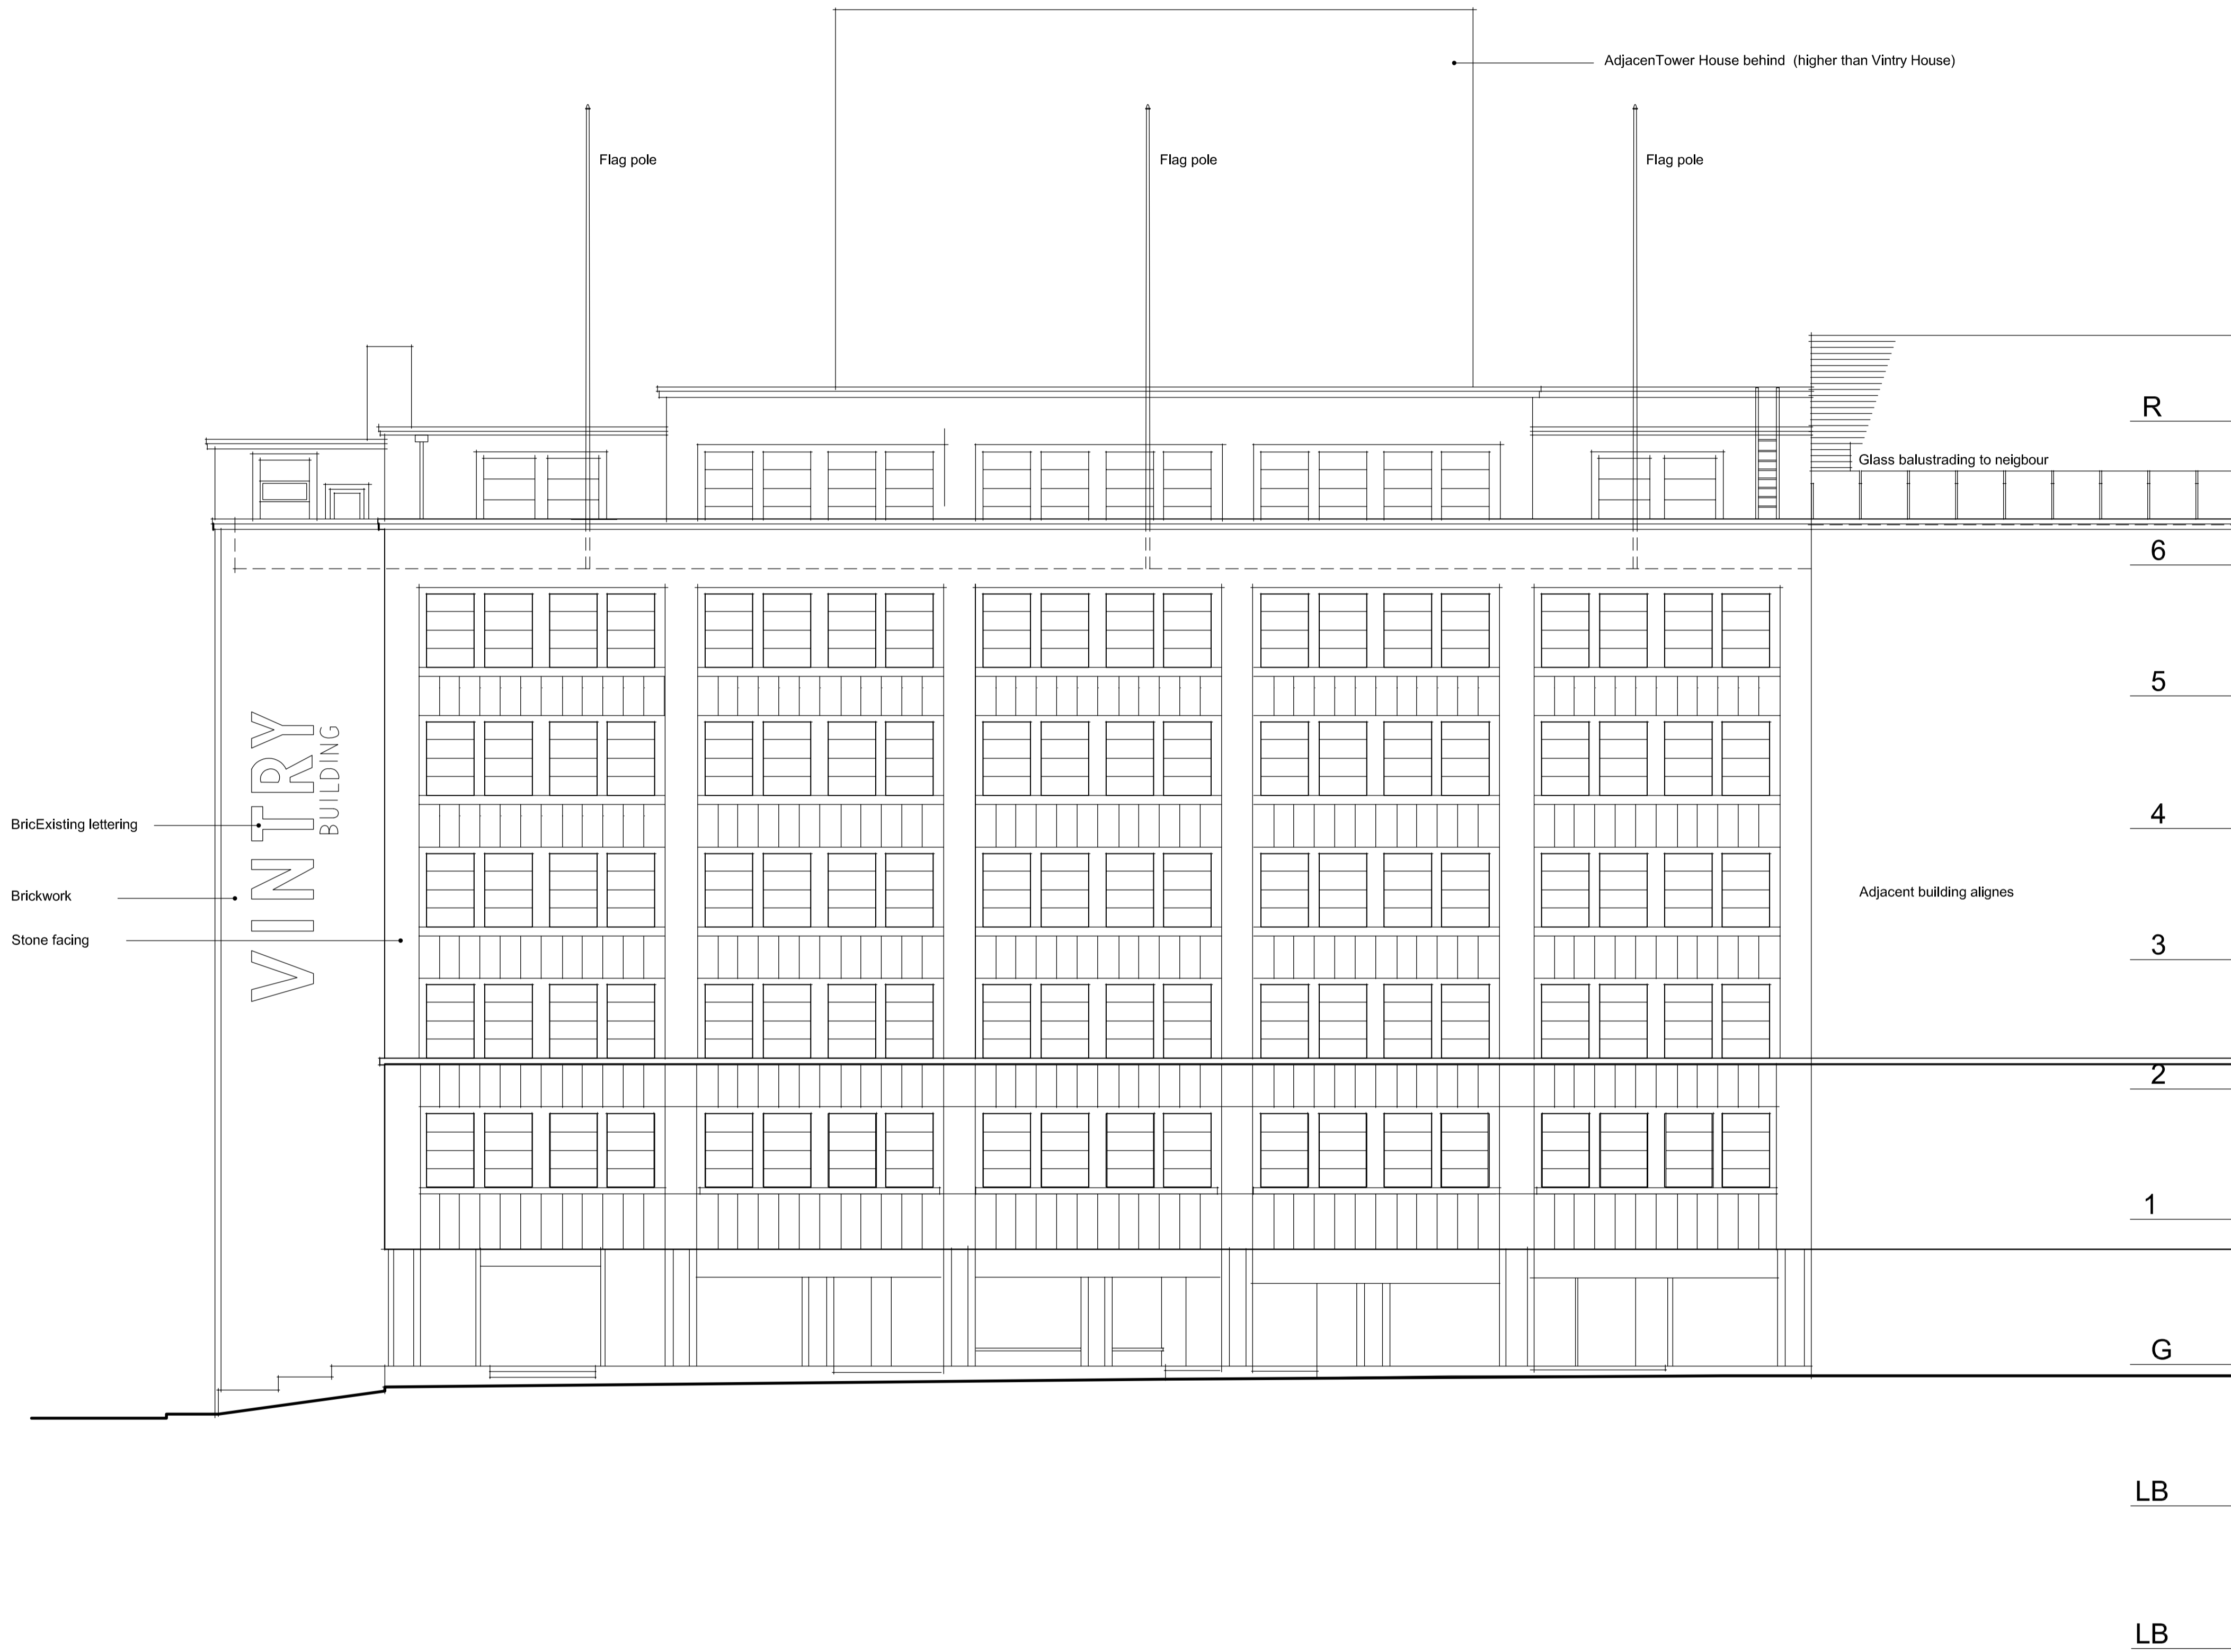 AdjacenTower House behind (higher than Vintry House)
Flag pole
Flag pole
Flag pole
R
Glass balustrading to neigbour
6
5
VINTRY
BUILDING
4
BricExisting lettering
Brickwork
Adjacent building alignes
Stone facing
3
2
1
G
LB
LB